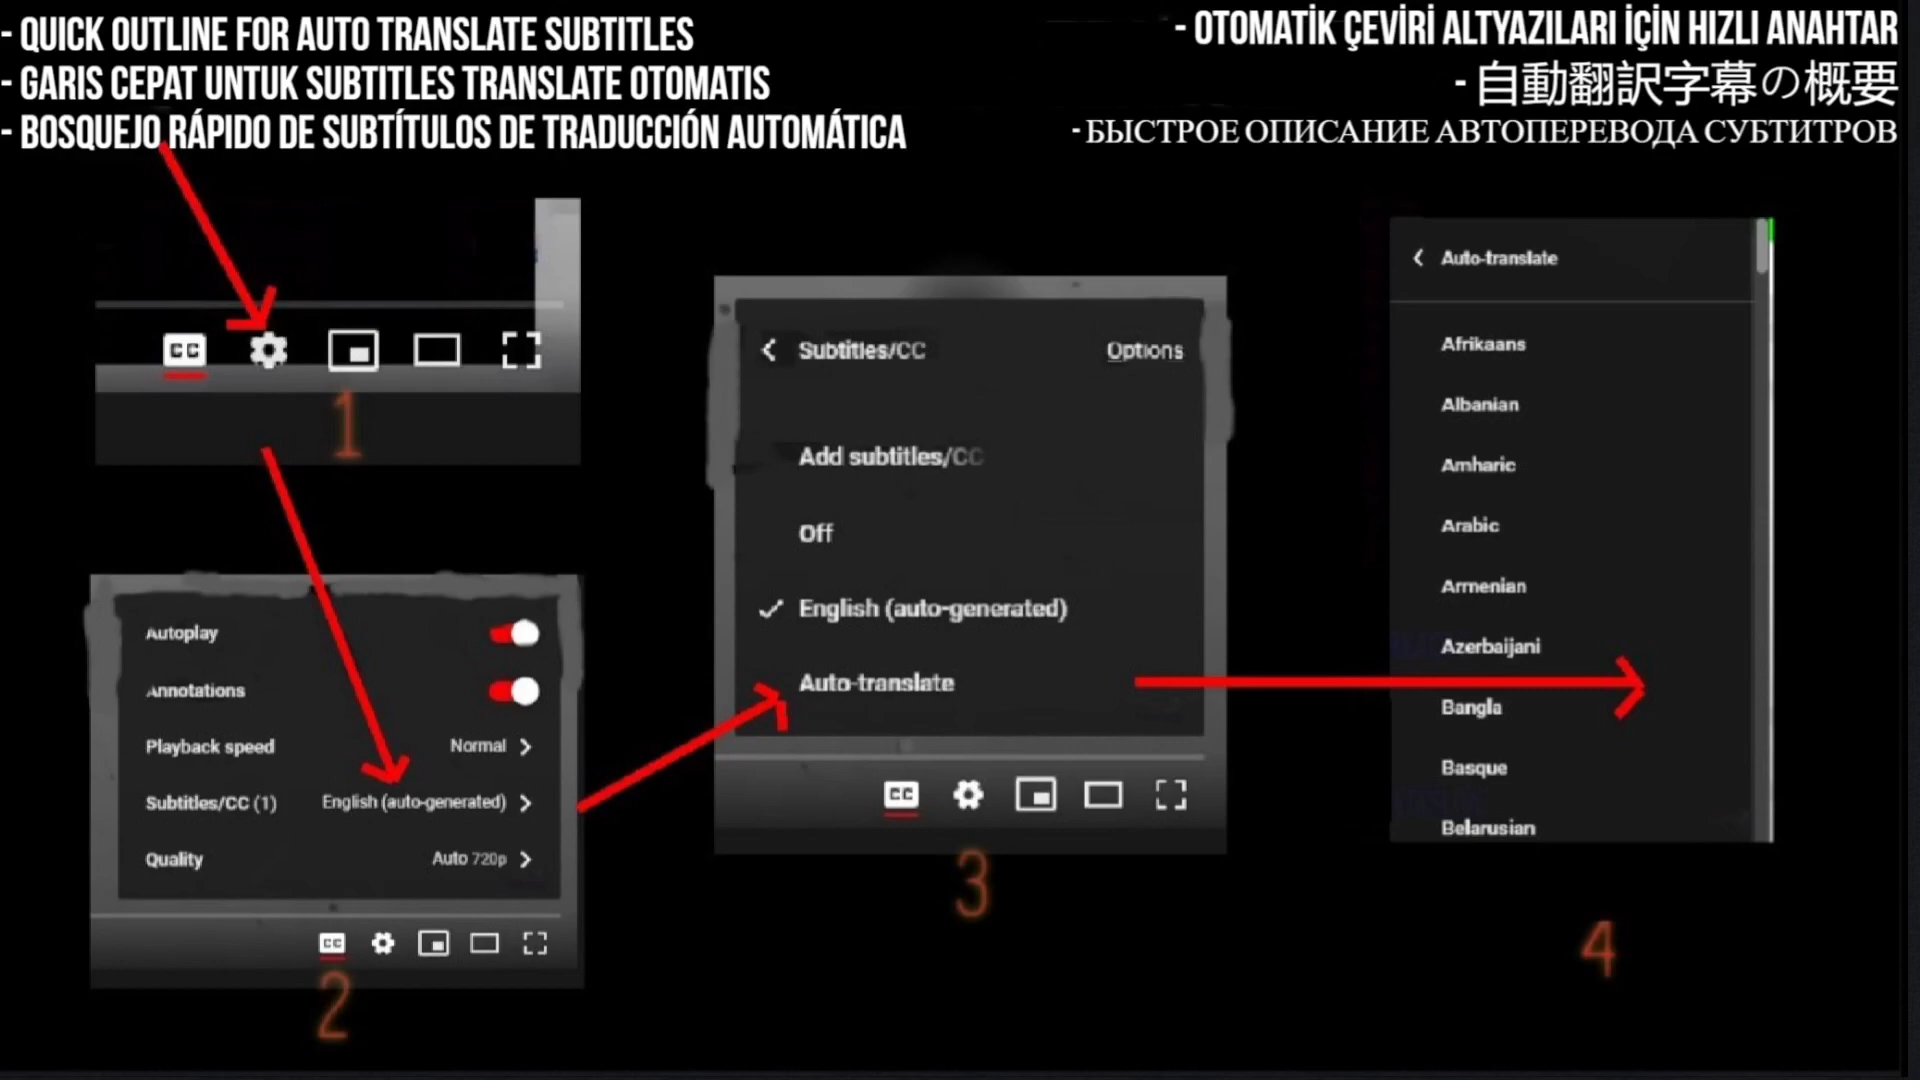 - QUICK OUTLINE FOR AUTO TRANSLATE SUBTITLES
- GARIS CEPAT UNTUK SUBTITLES TRANSLATE OTOMATIS
- BOSQUEJO RÁPIDO DE SUBTÍTULOS DE TRADUCCIÓN AUTOMÁTICA
- OTOMATİK ÇEVİRİ ALTYAZILARI İÇİN HIZLI ANAHTAR
- 自動翻訳字幕の概要
- БЫСТРОЕ ОПИСАНИЕ АВТОПЕРЕВОДА СУБТИТРОВ
CC
1
Autoplay
Annotations
Playback speed Normal
Subtitles/CC (1) English (auto-generated)
Quality Auto 720p
CC
2
Subtitles/CC Options
Add subtitles/CC
Off
English (auto-generated)
Auto-translate
CC
3
Auto-translate
Afrikaans
Albanian
Amharic
Arabic
Armenian
Azerbaijani
Bangla
Basque
Belarusian
4